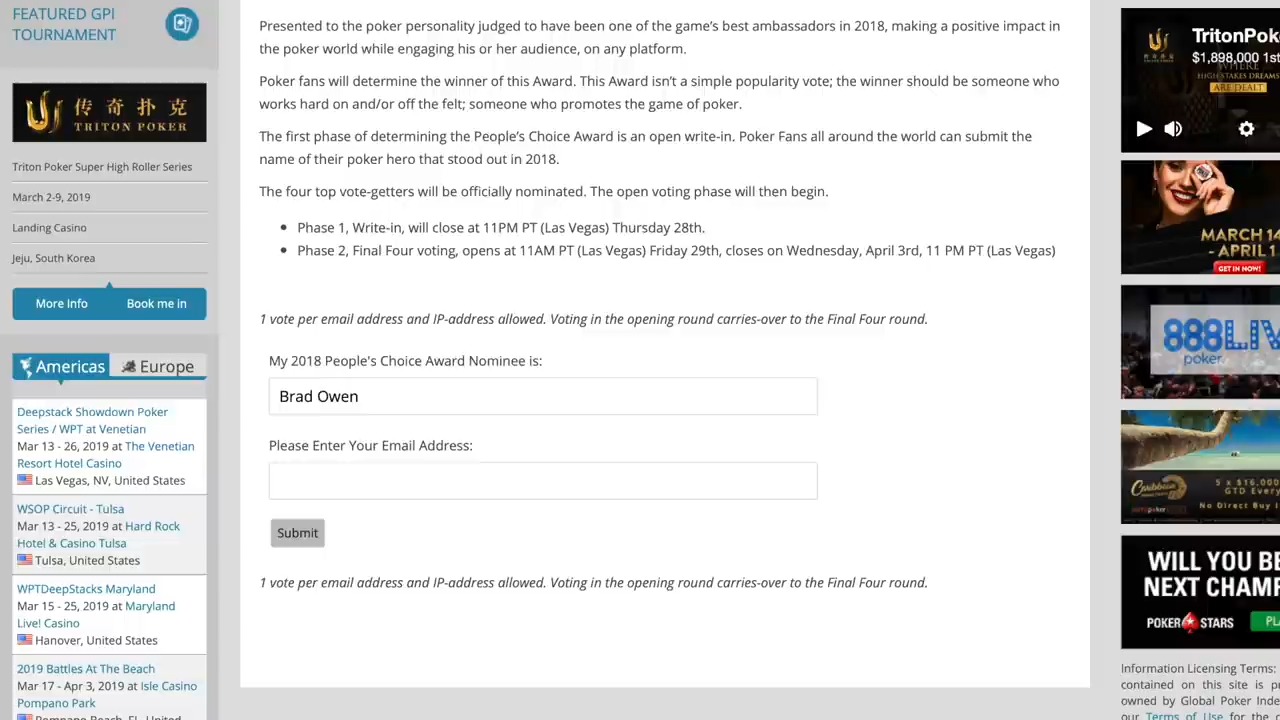 FEATURED GPI
TOURNAMENT
TRITON POKER
Triton Poker Super High Roller Series
March 2-9, 2019
Landing Casino
Jeju, South Korea
More Info
Book me in
Americas
Europe
Deepstack Showdown Poker
Series / WPT at Venetian
Mar 13 - 26, 2019 at The Venetian
Resort Hotel Casino
Las Vegas, NV, United States
WSOP Circuit - Tulsa
Mar 13 - 25, 2019 at Hard Rock
Hotel & Casino Tulsa
Tulsa, United States
WPTDeepStacks Maryland
Mar 15 - 25, 2019 at Maryland
Live! Casino
Hanover, United States
2019 Battles At The Beach
Mar 17 - Apr 3, 2019 at Isle Casino
Pompano Park
Pompano Beach, FL, United
Presented to the poker personality judged to have been one of the game’s best ambassadors in 2018, making a positive impact in
the poker world while engaging his or her audience, on any platform.
Poker fans will determine the winner of this Award. This Award isn’t a simple popularity vote; the winner should be someone who
works hard on and/or off the felt; someone who promotes the game of poker.
The first phase of determining the People’s Choice Award is an open write-in. Poker Fans all around the world can submit the
name of their poker hero that stood out in 2018.
The four top vote-getters will be officially nominated. The open voting phase will then begin.
• Phase 1, Write-in, will close at 11PM PT (Las Vegas) Thursday 28th.
• Phase 2, Final Four voting, opens at 11AM PT (Las Vegas) Friday 29th, closes on Wednesday, April 3rd, 11 PM PT (Las Vegas)
1 vote per email address and IP-address allowed. Voting in the opening round carries-over to the Final Four round.
My 2018 People's Choice Award Nominee is:
Brad Owen
Please Enter Your Email Address:
Submit
1 vote per email address and IP-address allowed. Voting in the opening round carries-over to the Final Four round.
TritonPoke
$1,898,000 1st
WHERE
HIGH STAKES DREAMS
ARE DEALT
MARCH 14
- APRIL 1
GET IN NOW!
888LIV
poker
Caribbean
5 x $16,000
GTD Every
No Direct Buy I
WILL YOU BE
NEXT CHAMP
POKER STARS
PL
Information Licensing Terms:
contained on this site is pr
owned by Global Poker Inde
our Terms of Use for the c